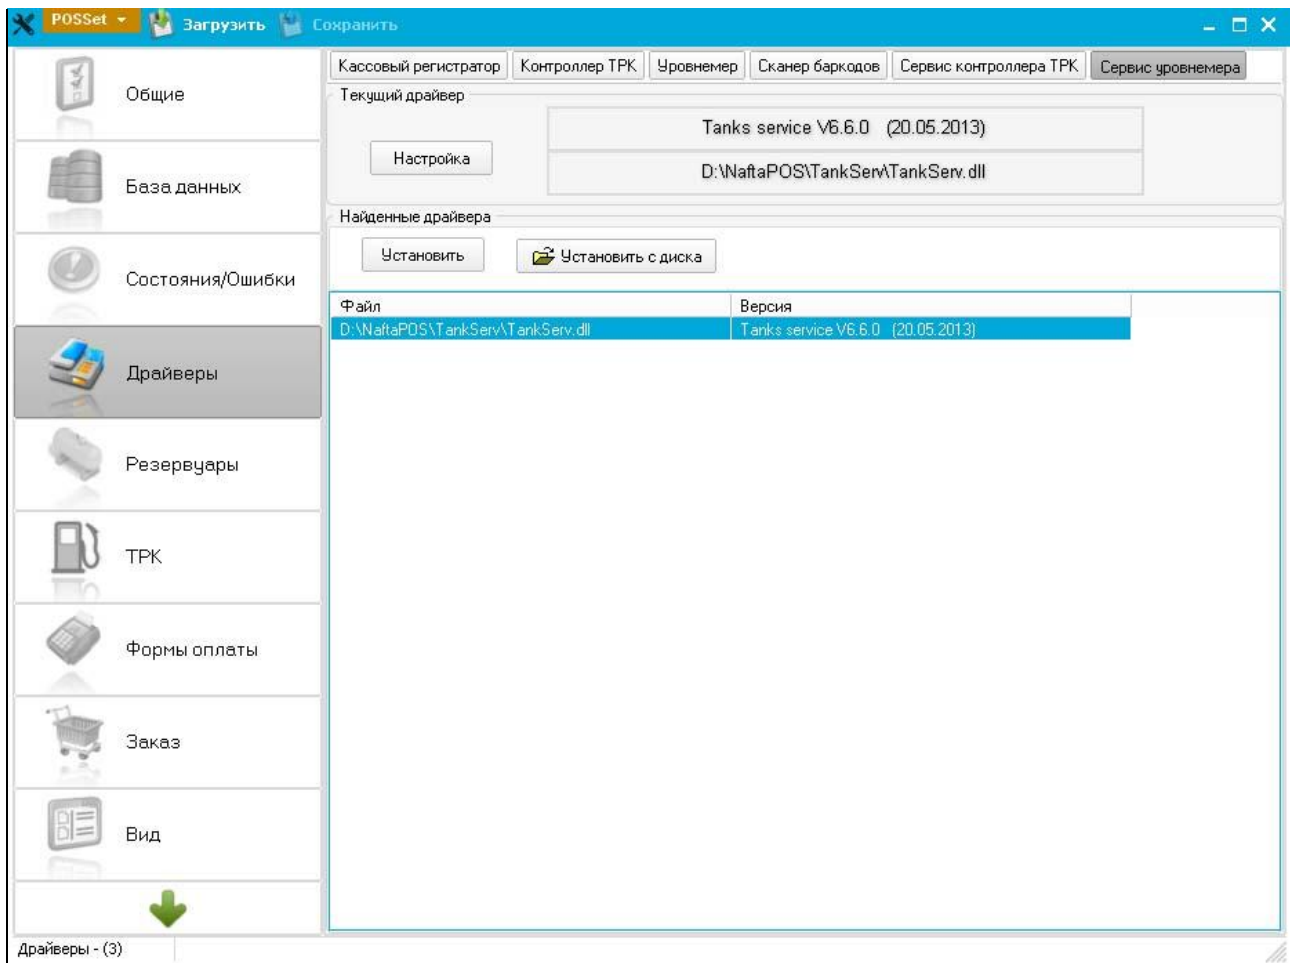 POSSet Загрузить Сохранить
Кассовый регистратор Контроллер ТРК Уровнемер Сканер баркодов Сервис контроллера ТРК Сервис уровнемера
Общие
База данных
Состояния/Ошибки
Драйверы
Резервуары
ТРК
Формы оплаты
Заказ
Вид
Текущий драйвер
Настройка
Tanks service V6.6.0 (20.05.2013)
D:\NaftaPOS\TankServ\TankServ.dll
Найденные драйвера
Установить Установить с диска
Файл Версия
D:\NaftaPOS\TankServ\TankServ.dll Tanks service V6.6.0 (20.05.2013)
Драйверы - (3)